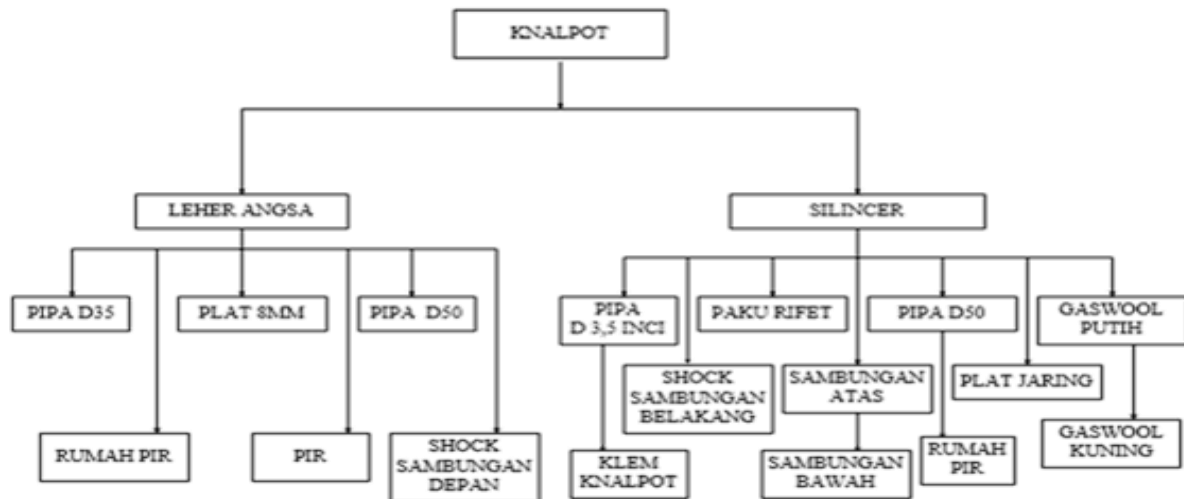 KNALPOT
LEHER ANGSA
SILINCER
PIPA D35
PLAT 8MM
PIPA D50
PIPA
D 3,5 INCI
PAKU RIFET
PIPA D50
GASWOOL
PUTIH
SHOCK
SAMBUNGAN
BELAKANG
SAMBUNGAN
ATAS
PLAT JARING
RUMAH PIR
PIR
SHOCK
SAMBUNGAN
DEPAN
KLEM
KNALPOT
SAMBUNGAN
BAWAH
RUMAH
PIR
GASWOOL
KUNING